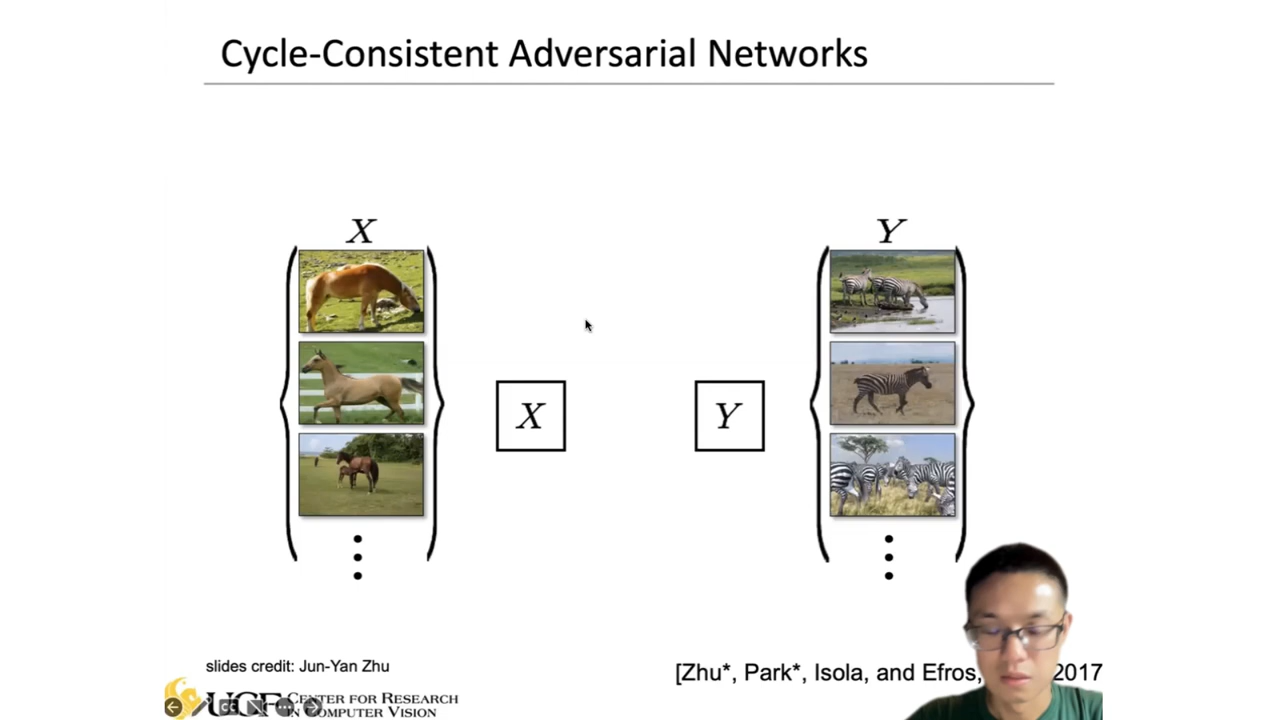 Cycle-Consistent Adversarial Networks
X
Y
X
Y
slides credit: Jun-Yan Zhu
[Zhu*, Park*, Isola, and Efros, 2017
UCF CENTER FOR RESEARCH
IN COMPUTER VISION